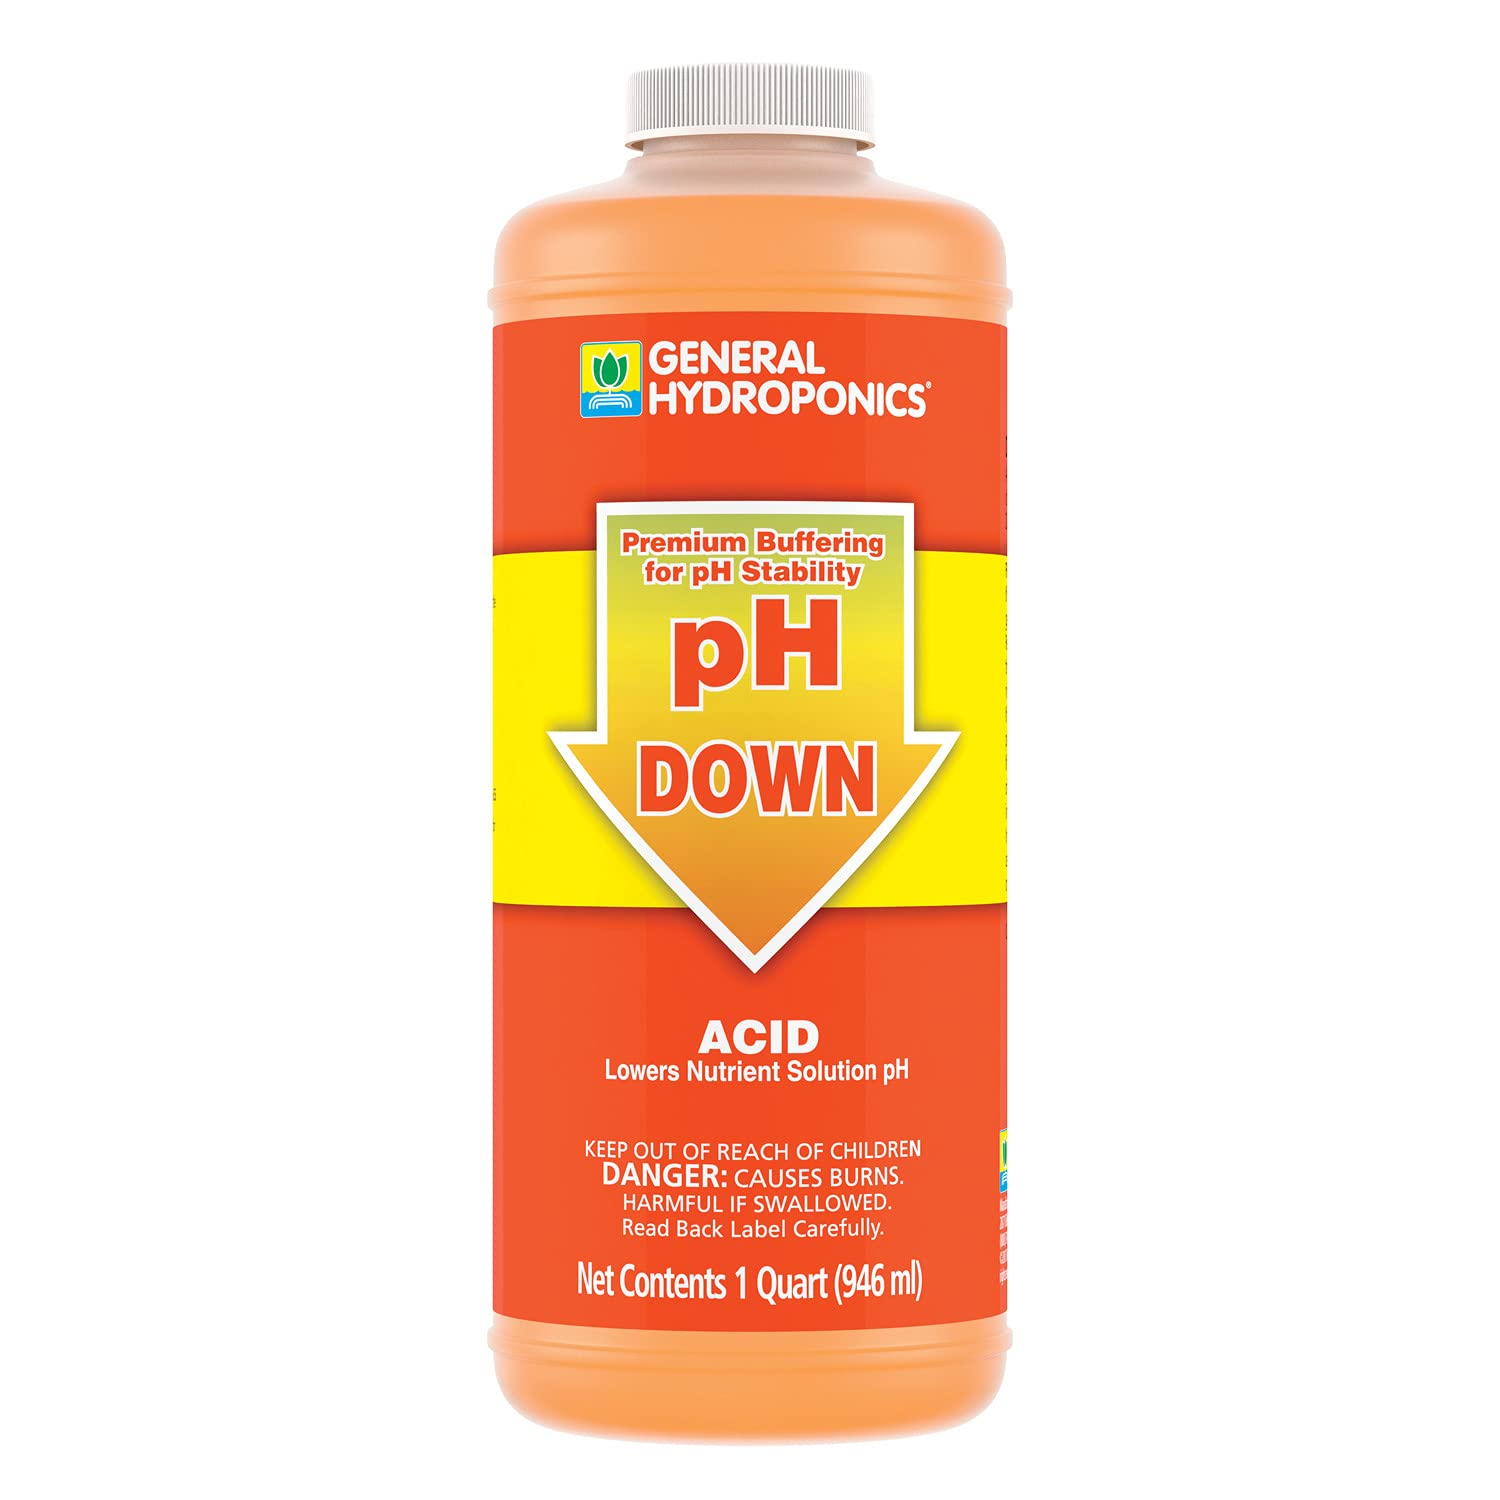 GENERAL
HYDROPONICS®
Premium Buffering
for pH Stability
pH
DOWN
ACID
Lowers Nutrient Solution pH
KEEP OUT OF REACH OF CHILDREN
DANGER: CAUSES BURNS.
HARMFUL IF SWALLOWED.
Read Back Label Carefully.
Net Contents 1 Quart (946 ml)